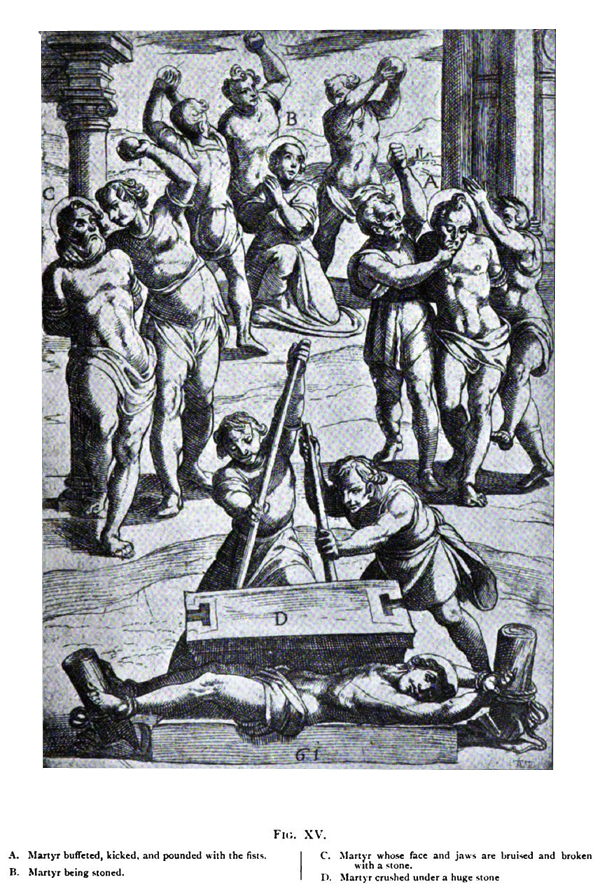 B
C
A
D
61
FIG. XV.
A. Martyr buffeted, kicked, and pounded with the fists.
B. Martyr being stoned.
C. Martyr whose face and jaws are bruised and broken
with a stone.
D. Martyr crushed under a huge stone